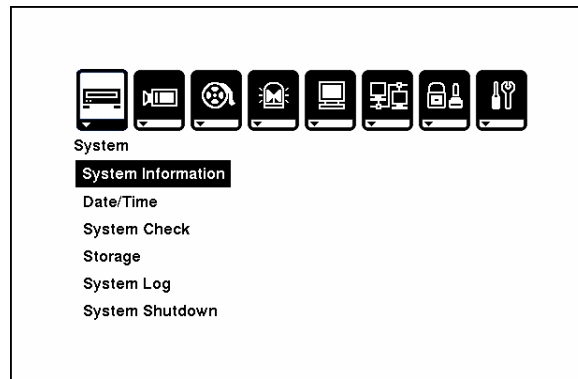 System
System Information
Date/Time
System Check
Storage
System Log
System Shutdown